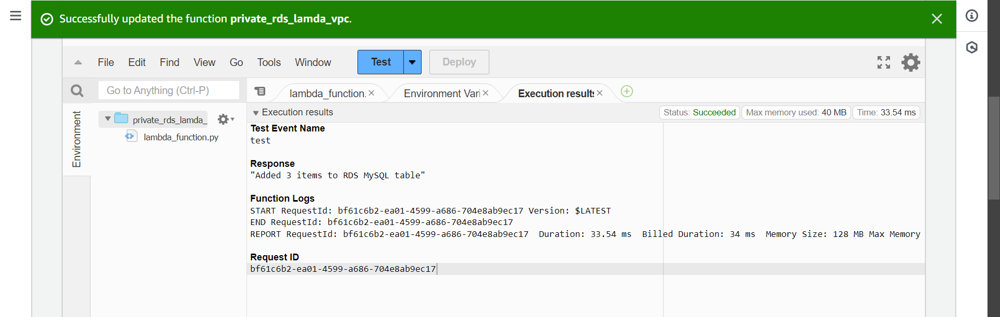 Successfully updated the function private_rds_lamda_vpc.
File Edit Find View Go Tools Window Test Deploy
Go to Anything (Ctrl-P)
lambda_function. Environment Vari Execution results
Environment
private_rds_lamda_
lambda_function.py
Execution results
Status: Succeeded Max memory used: 40 MB Time: 33.54 ms
Test Event Name
test
Response
"Added 3 items to RDS MySQL table"
Function Logs
START RequestId: bf61c6b2-ea01-4599-a686-704e8ab9ec17 Version: $LATEST
END RequestId: bf61c6b2-ea01-4599-a686-704e8ab9ec17
REPORT RequestId: bf61c6b2-ea01-4599-a686-704e8ab9ec17 Duration: 33.54 ms Billed Duration: 34 ms Memory Size: 128 MB Max Memory
Request ID
bf61c6b2-ea01-4599-a686-704e8ab9ec17